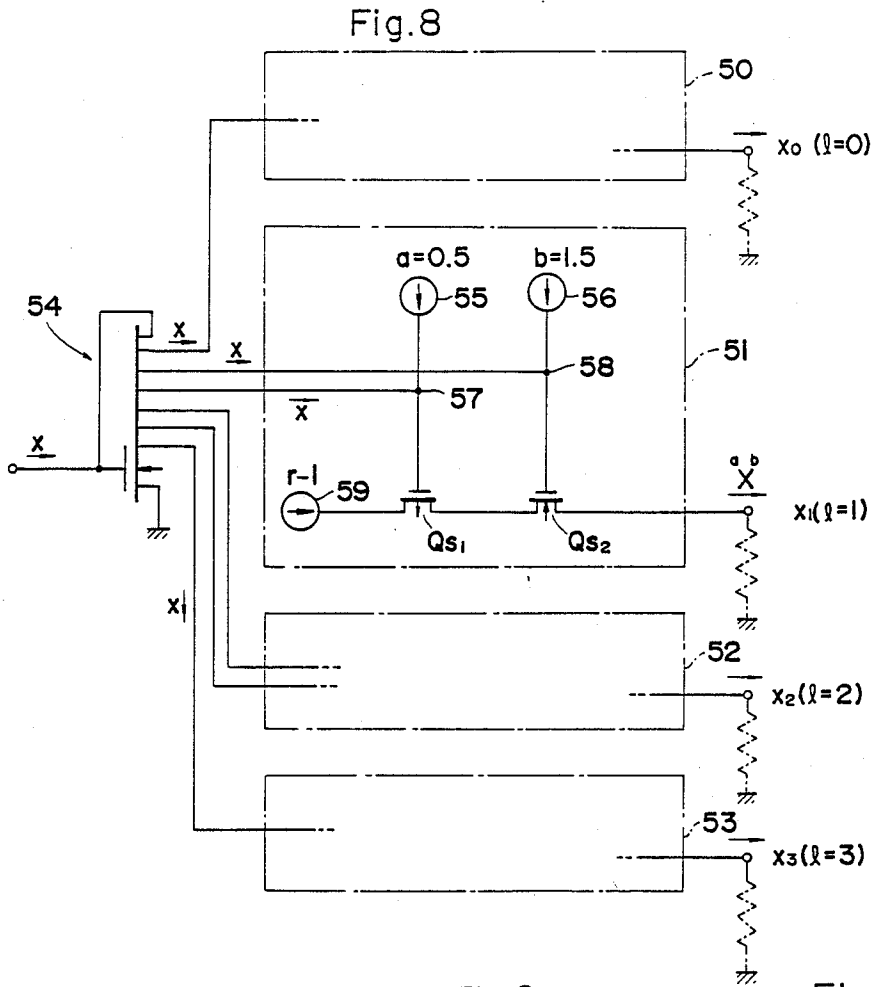 Fig.8
50
x₀ (ℓ=0)
a=0.5
b=1.5
55
56
54
51
x
x
58
57
x
x
r-1
59
ᵃxᵇ
x₁(ℓ=1)
Qs₁
Qs₂
x
52
x₂(ℓ=2)
53
x₃(ℓ=3)